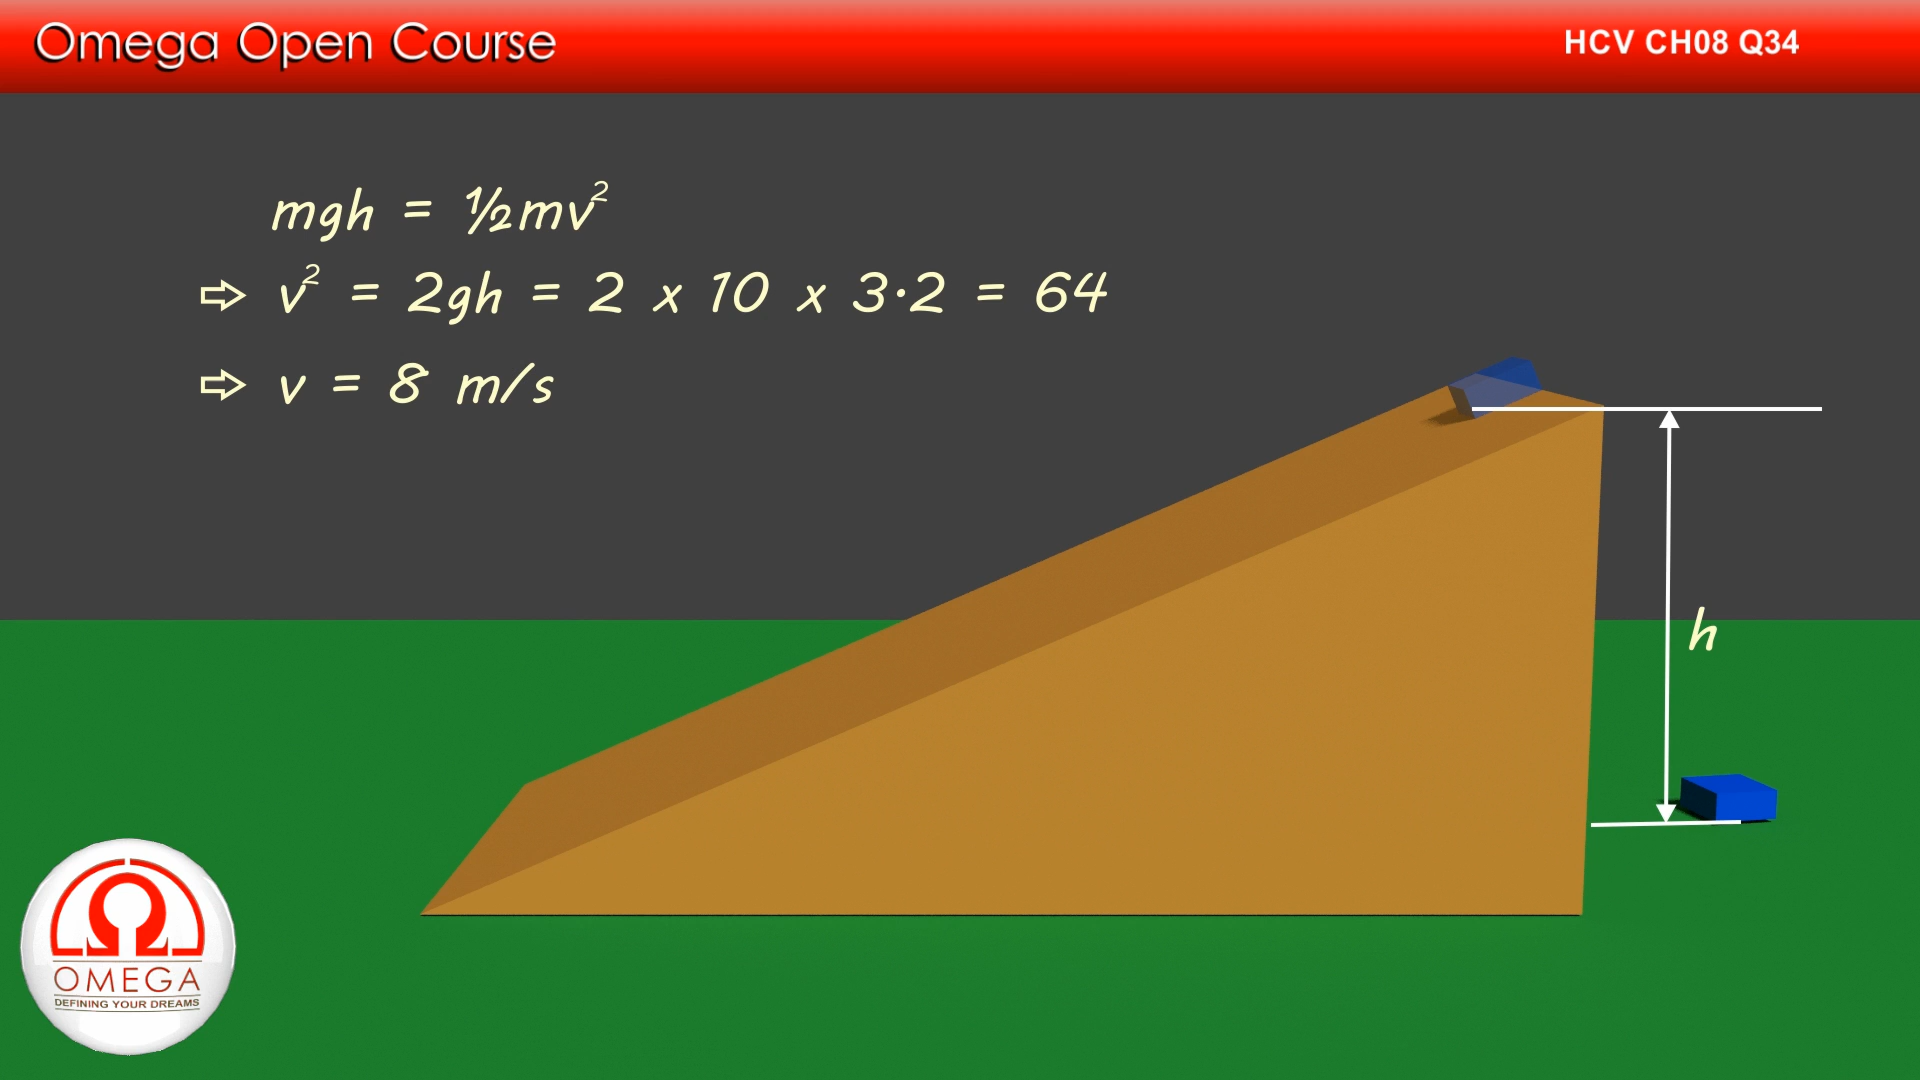 Omega Open Course
HCV CH08 Q34
mgh = ½mv²
⇨ v² = 2gh = 2 x 10 x 3·2 = 64
⇨ v = 8 m/s
h
OMEGA
DEFINING YOUR DREAMS